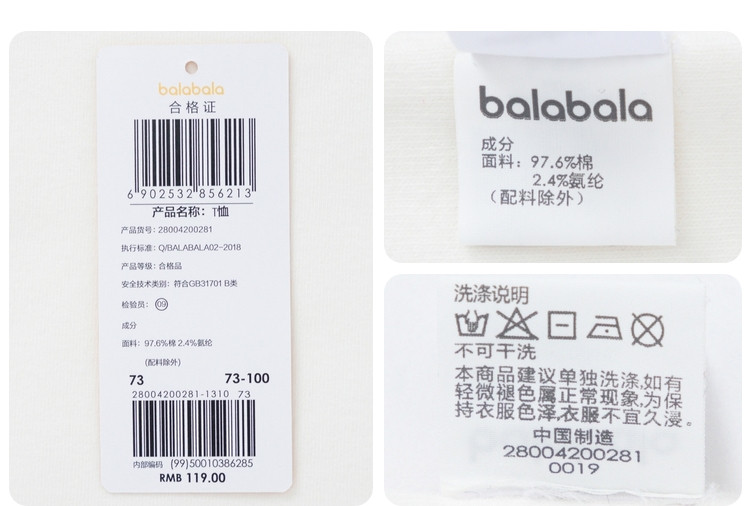 balabala
合格证
6 902532 856213
产品名称：T恤
产品货号：28004200281
执行标准：Q/BALABALA02-2018
产品等级：合格品
安全技术类别：符合GB31701 B类
检验员：09
成分
面料：97.6%棉 2.4%氨纶
(配料除外)
73 73-100
28004200281-1310 73
内部编码 (99)50010386285
RMB 119.00
balabala
成分
面料：97.6%棉
2.4%氨纶
（配料除外）
洗涤说明
不可干洗
本商品建议单独洗涤,如有
轻微褪色属正常现象,为保
持衣服色泽,衣服不宜久浸。
中国制造
28004200281
0019